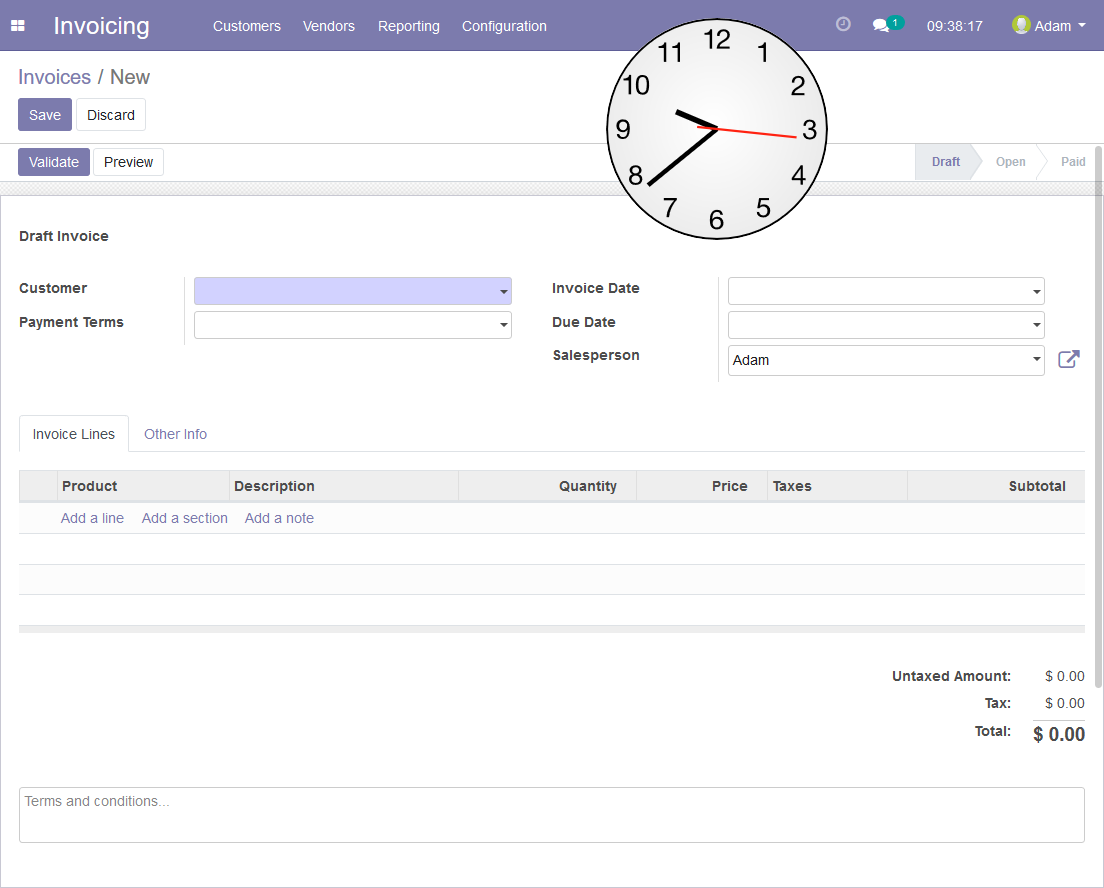 Invoicing Customers Vendors Reporting Configuration 1 09:38:17 Adam
Invoices / New
Save Discard
Validate Preview Draft Open Paid
12
11 1
10 2
9 3
8 4
7 5
6
Draft Invoice
Customer Invoice Date
Payment Terms Due Date
Salesperson Adam
Invoice Lines Other Info
Product Description Quantity Price Taxes Subtotal
Add a line Add a section Add a note
Untaxed Amount: $ 0.00
Tax: $ 0.00
Total: $ 0.00
Terms and conditions...